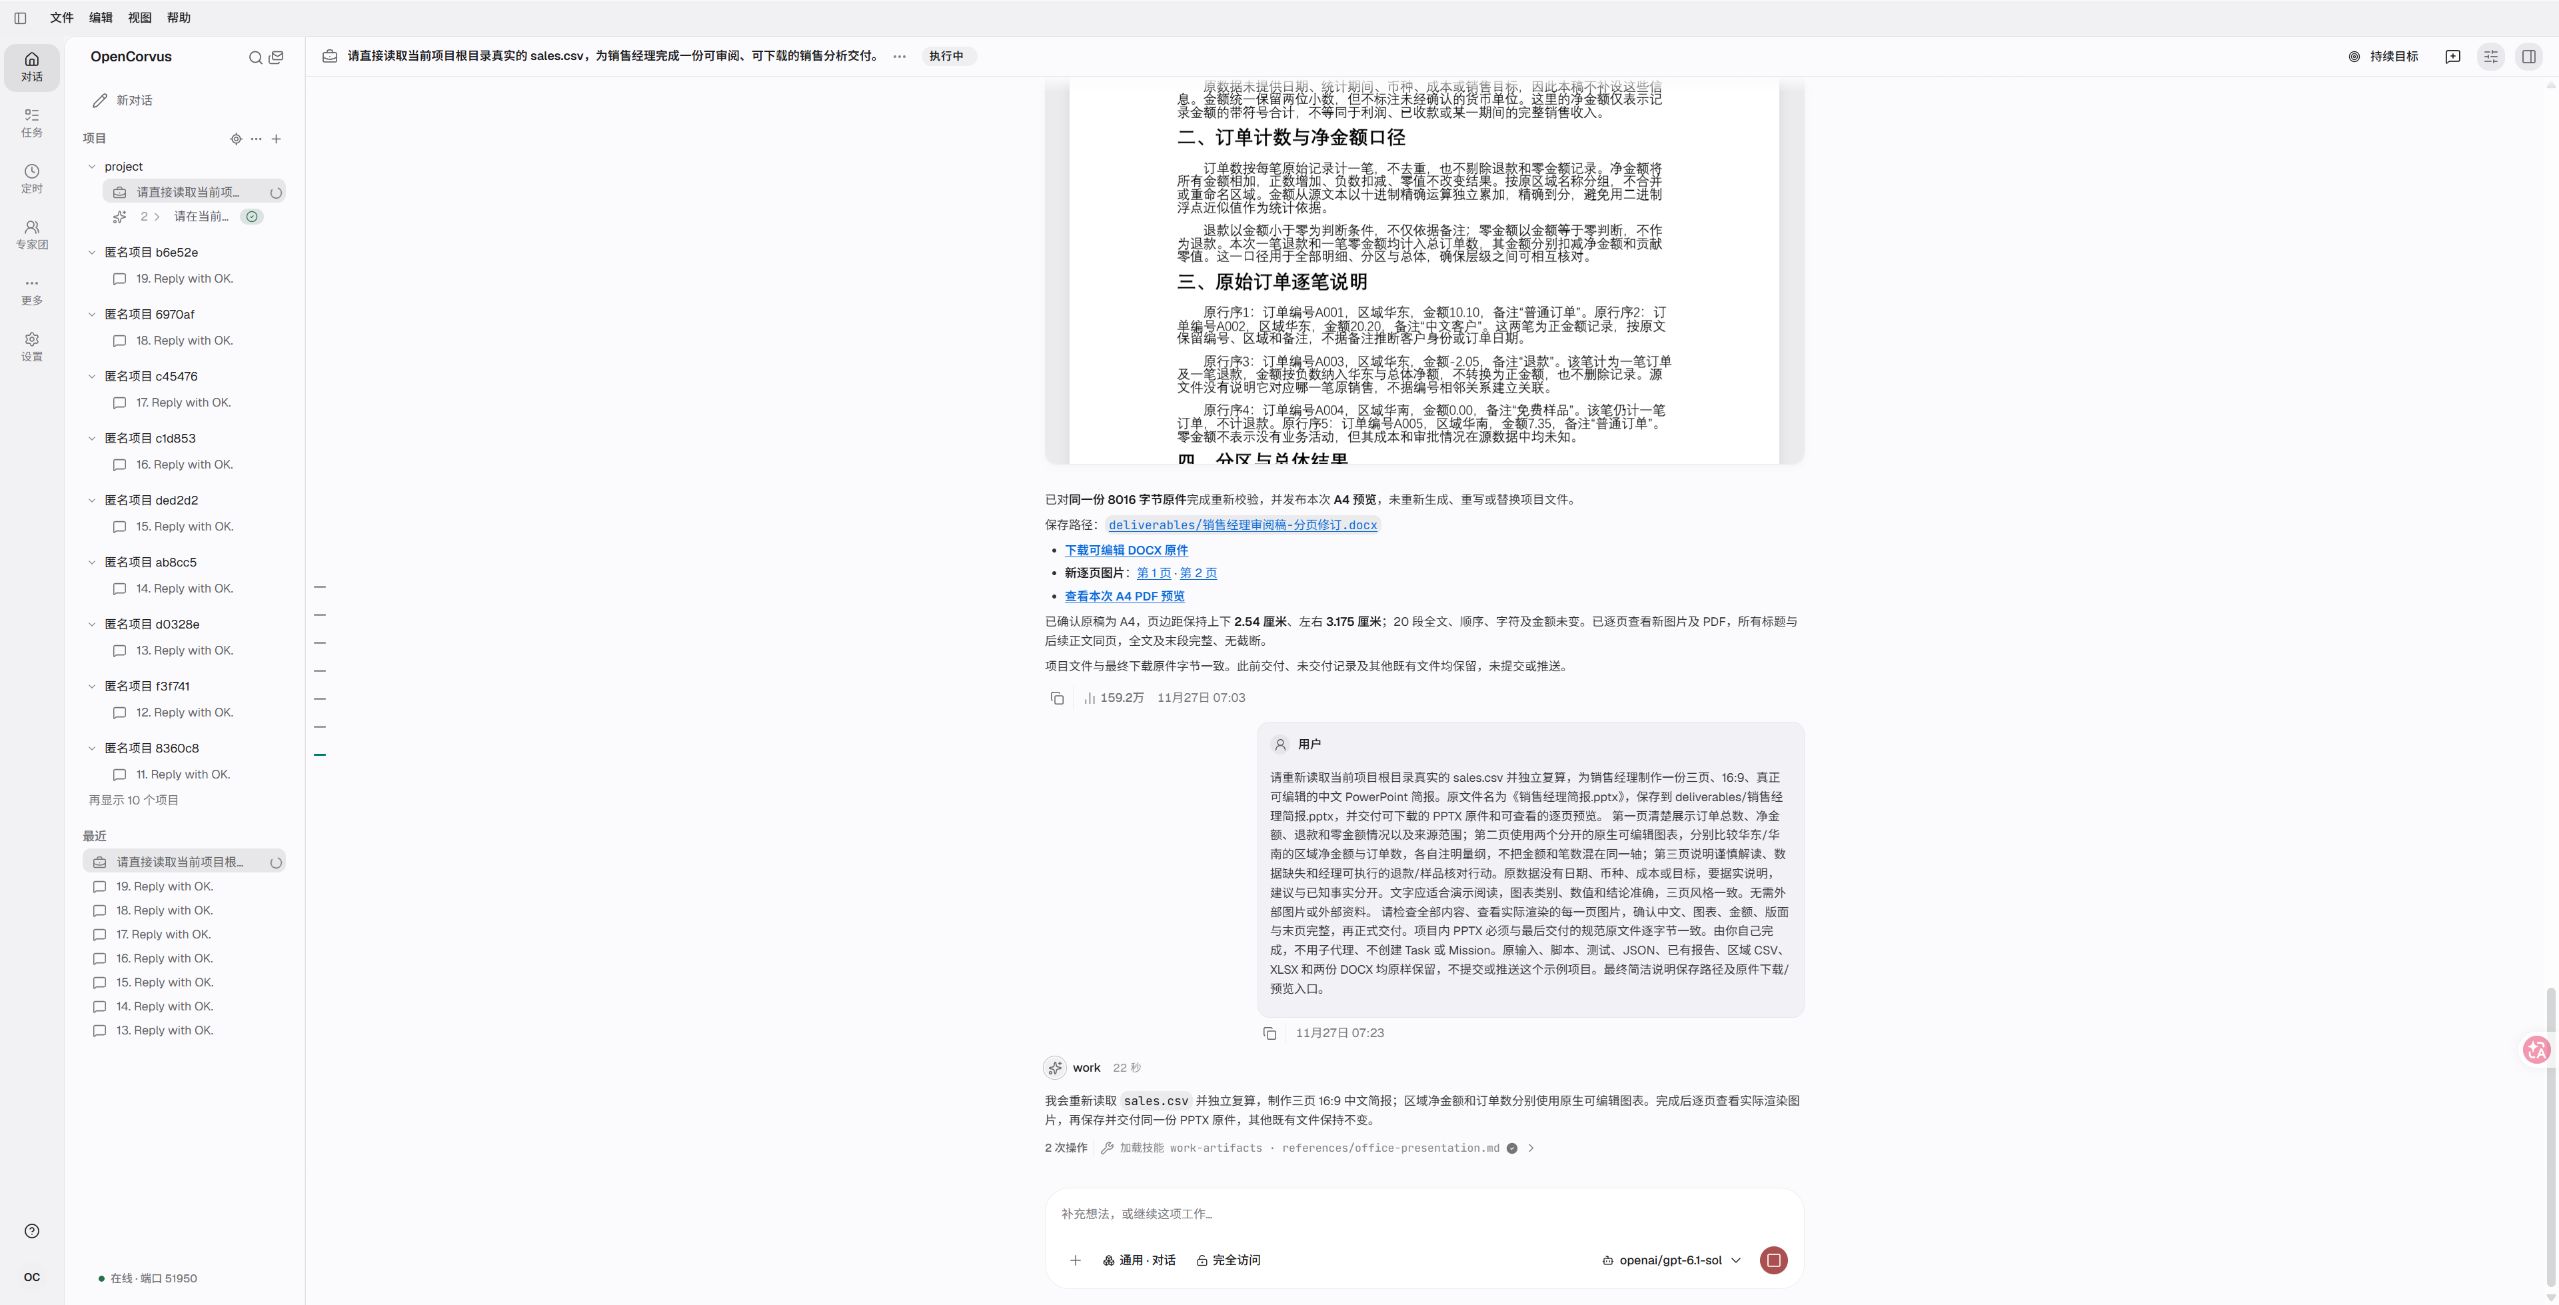 文件 编辑 视图 帮助
对话
任务
定时
专家团
更多
设置
OC
OpenCorvus
新对话
项目
project
请直接读取当前项...
2 请在当前...
匿名项目 b6e52e
19. Reply with OK.
匿名项目 6970af
18. Reply with OK.
匿名项目 c45476
17. Reply with OK.
匿名项目 c1d853
16. Reply with OK.
匿名项目 ded2d2
15. Reply with OK.
匿名项目 ab8cc5
14. Reply with OK.
匿名项目 d0328e
13. Reply with OK.
匿名项目 f3f741
12. Reply with OK.
匿名项目 8360c8
11. Reply with OK.
再显示 10 个项目
最近
请直接读取当前项目根...
19. Reply with OK.
18. Reply with OK.
17. Reply with OK.
16. Reply with OK.
15. Reply with OK.
14. Reply with OK.
13. Reply with OK.
在线 · 端口 51950
请直接读取当前项目根目录真实的 sales.csv，为销售经理完成一份可审阅、可下载的销售分析交付。 ... 执行中
持续目标
原数据未提供日期、统计期间、币种、成本或销售目标，因此本稿不补设这些信
息。金额统一保留两位小数，但不标注未经确认的货币单位。这里的净金额仅表示记
录金额的带符号合计，不等同于利润、已收款或某一期间的完整销售收入。
二、订单计数与净金额口径
订单数按每笔原始记录计一笔，不去重，也不剔除退款和零金额记录。净金额将
所有金额相加，正数增加、负数扣减、零值不改变结果。按原区域名称分组，不合并
或重命名区域。金额从源文本以十进制精确运算独立累加，精确到分，避免用二进制
浮点近似值作为统计依据。
退款以金额小于零为判断条件，不仅依据备注；零金额以金额等于零判断，不作
为退款。本次一笔退款和一笔零金额均计入总订单数，其金额分别扣减净金额和贡献
零值。这一口径用于全部明细、分区与总体，确保层级之间可相互核对。
三、原始订单逐笔说明
原行序1：订单编号A001，区域华东，金额10.10，备注“普通订单”。原行序2：订
单编号A002，区域华东，金额20.20，备注“中文客户”。这两笔为正金额记录，按原文
保留编号、区域和备注，不据备注推断客户身份或订单日期。
原行序3：订单编号A003，区域华东，金额-2.05，备注“退款”。该笔计为一笔订单
及一笔退款，金额按负数纳入华东与总体净额，不转换为正金额，也不删除记录。源
文件没有说明它对应哪一笔原销售，不据编号相邻关系建立关联。
原行序4：订单编号A004，区域华南，金额0.00，备注“免费样品”。该笔仍计一笔
订单，不计退款。原行序5：订单编号A005，区域华南，金额7.35，备注“普通订单”。
零金额不表示没有业务活动，但其成本和审批情况在源数据中均未知。
四、分区与总体结果
已对同一份 8016 字节原件完成重新校验，并发布本次 A4 预览，未重新生成、重写或替换项目文件。
保存路径： deliverables/销售经理审阅稿-分页修订.docx
下载可编辑 DOCX 原件
新逐页图片：第 1 页 · 第 2 页
查看本次 A4 PDF 预览
已确认原稿为 A4，页边距保持上下 2.54 厘米、左右 3.175 厘米；20 段全文、顺序、字符及金额未变。已逐页查看新图片及 PDF，所有标题与
后续正文同页，全文及末段完整、无截断。
项目文件与最终下载原件字节一致。此前交付、未交付记录及其他既有文件均保留，未提交或推送。
159.2万 11月27日 07:03
用户
请重新读取当前项目根目录真实的 sales.csv 并独立复算，为销售经理制作一份三页、16:9、真正
可编辑的中文 PowerPoint 简报。原文件名为《销售经理简报.pptx》，保存到 deliverables/销售经
理简报.pptx，并交付可下载的 PPTX 原件和可查看的逐页预览。 第一页清楚展示订单总数、净金
额、退款和零金额情况以及来源范围；第二页使用两个分开的原生可编辑图表，分别比较华东/华
南的区域净金额与订单数，各自注明量纲，不把金额和笔数混在同一轴；第三页说明谨慎解读、数
据缺失和经理可执行的退款/样品核对行动。原数据没有日期、币种、成本或目标，要据实说明，
建议与已知事实分开。文字应适合演示阅读，图表类别、数值和结论准确，三页风格一致。无需外
部图片或外部资料。 请检查全部内容、查看实际渲染的每一页图片，确认中文、图表、金额、版面
与末页完整，再正式交付。项目内 PPTX 必须与最后交付的规范原文件逐字节一致。由你自己完
成，不用子代理、不创建 Task 或 Mission。原输入、脚本、测试、JSON、已有报告、区域 CSV、
XLSX 和两份 DOCX 均原样保留，不提交或推送这个示例项目。最终简洁说明保存路径及原件下载/
预览入口。
11月27日 07:23
work 22 秒
我会重新读取 sales.csv 并独立复算，制作三页 16:9 中文简报；区域净金额和订单数分别使用原生可编辑图表。完成后逐页查看实际渲染图
片，再保存并交付同一份 PPTX 原件，其他既有文件保持不变。
2 次操作 加载技能 work-artifacts · references/office-presentation.md
补充想法，或继续这项工作...
通用 · 对话 完全访问 openai/gpt-6.1-sol